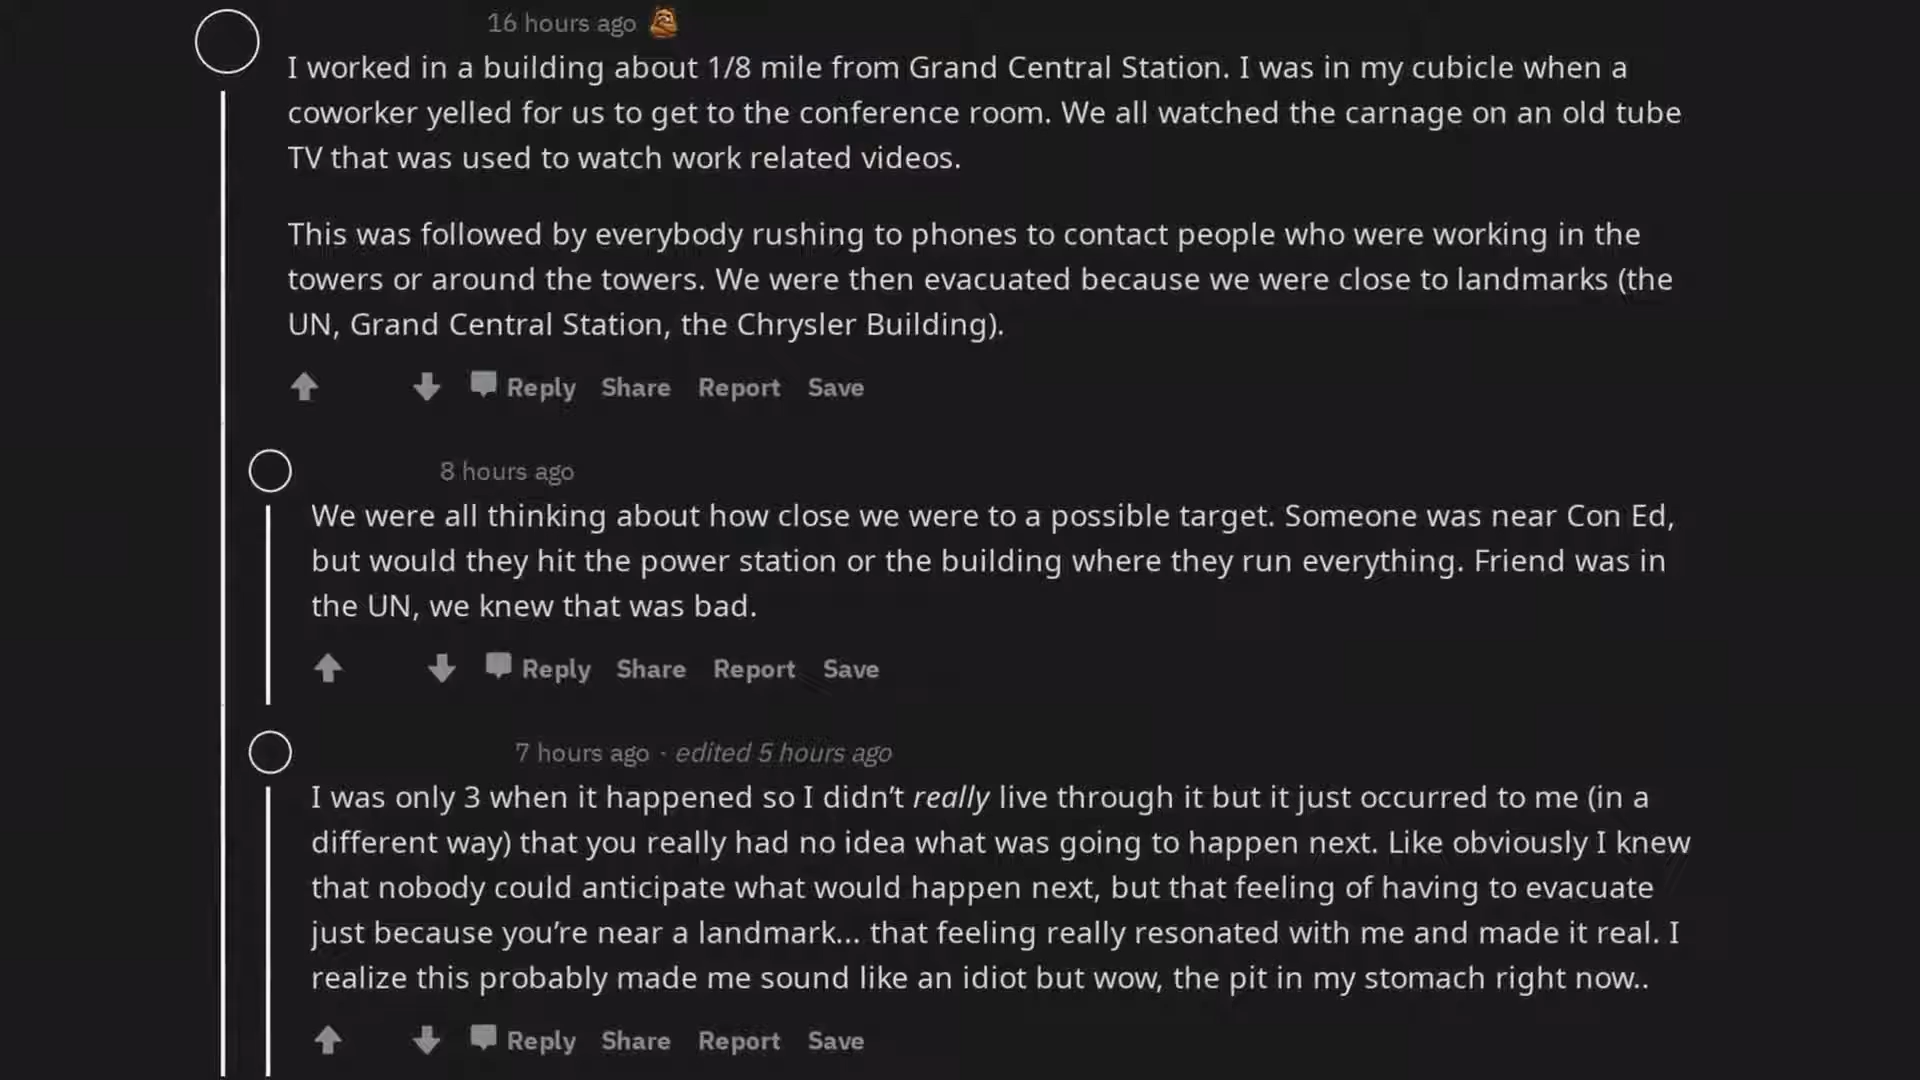 16 hours ago
I worked in a building about 1/8 mile from Grand Central Station. I was in my cubicle when a
coworker yelled for us to get to the conference room. We all watched the carnage on an old tube
TV that was used to watch work related videos.
This was followed by everybody rushing to phones to contact people who were working in the
towers or around the towers. We were then evacuated because we were close to landmarks (the
UN, Grand Central Station, the Chrysler Building).
Reply Share Report Save
8 hours ago
We were all thinking about how close we were to a possible target. Someone was near Con Ed,
but would they hit the power station or the building where they run everything. Friend was in
the UN, we knew that was bad.
Reply Share Report Save
7 hours ago · edited 5 hours ago
I was only 3 when it happened so I didn't really live through it but it just occurred to me (in a
different way) that you really had no idea what was going to happen next. Like obviously I knew
that nobody could anticipate what would happen next, but that feeling of having to evacuate
just because you're near a landmark... that feeling really resonated with me and made it real. I
realize this probably made me sound like an idiot but wow, the pit in my stomach right now..
Reply Share Report Save